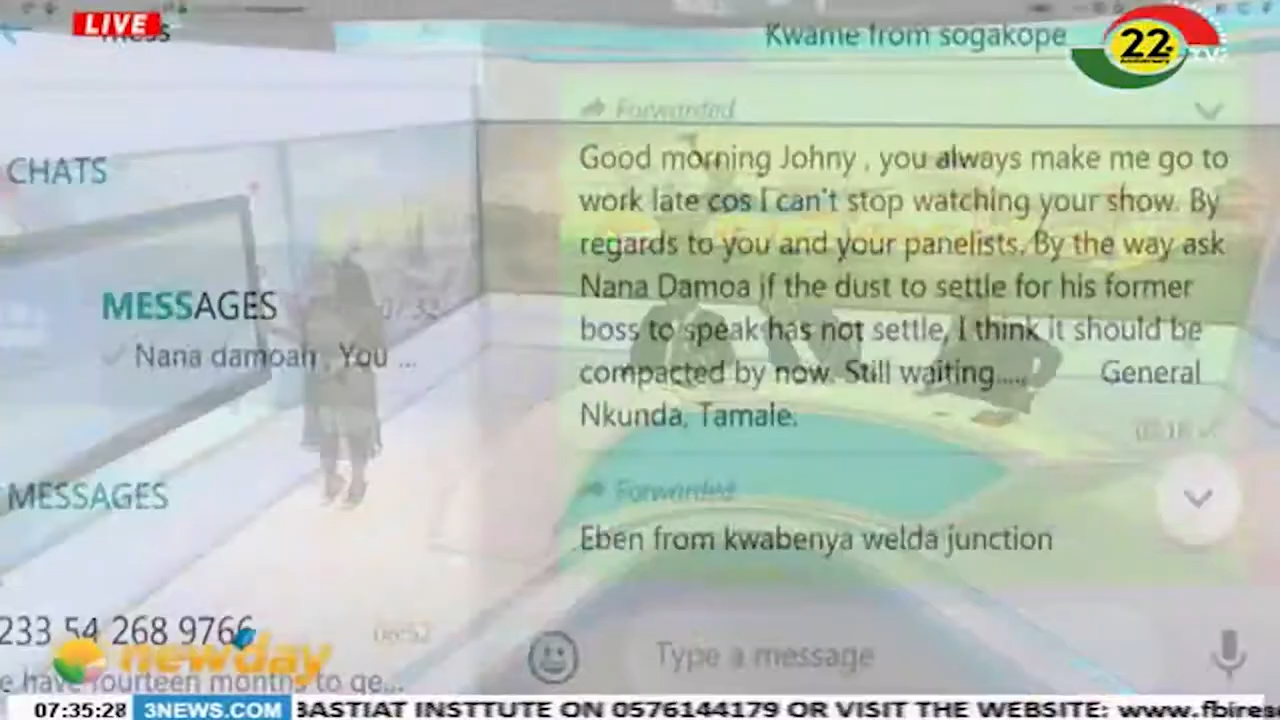 LIVE
Kwame from sogakope
22
TV3
Forwarded
CHATS
Good morning Johny , you always make me go to
work late cos I can't stop watching your show. By
regards to you and your panelists. By the way ask
Nana Damoa if the dust to settle for his former
boss to speak has not settle, I think it should be
compacted by now. Still waiting..... General
Nkunda, Tamale.
MESSAGES
07:32
Nana damoah , You ...
MESSAGES
Forwarded
Eben from kwabenya welda junction
233 54 268 9766
06:52
newday
e have fourteen months to ge...
Type a message
07:35:28
3NEWS.COM
BASTIAT INSTTUTE ON 0576144179 OR VISIT THE WEBSITE: www.fbires